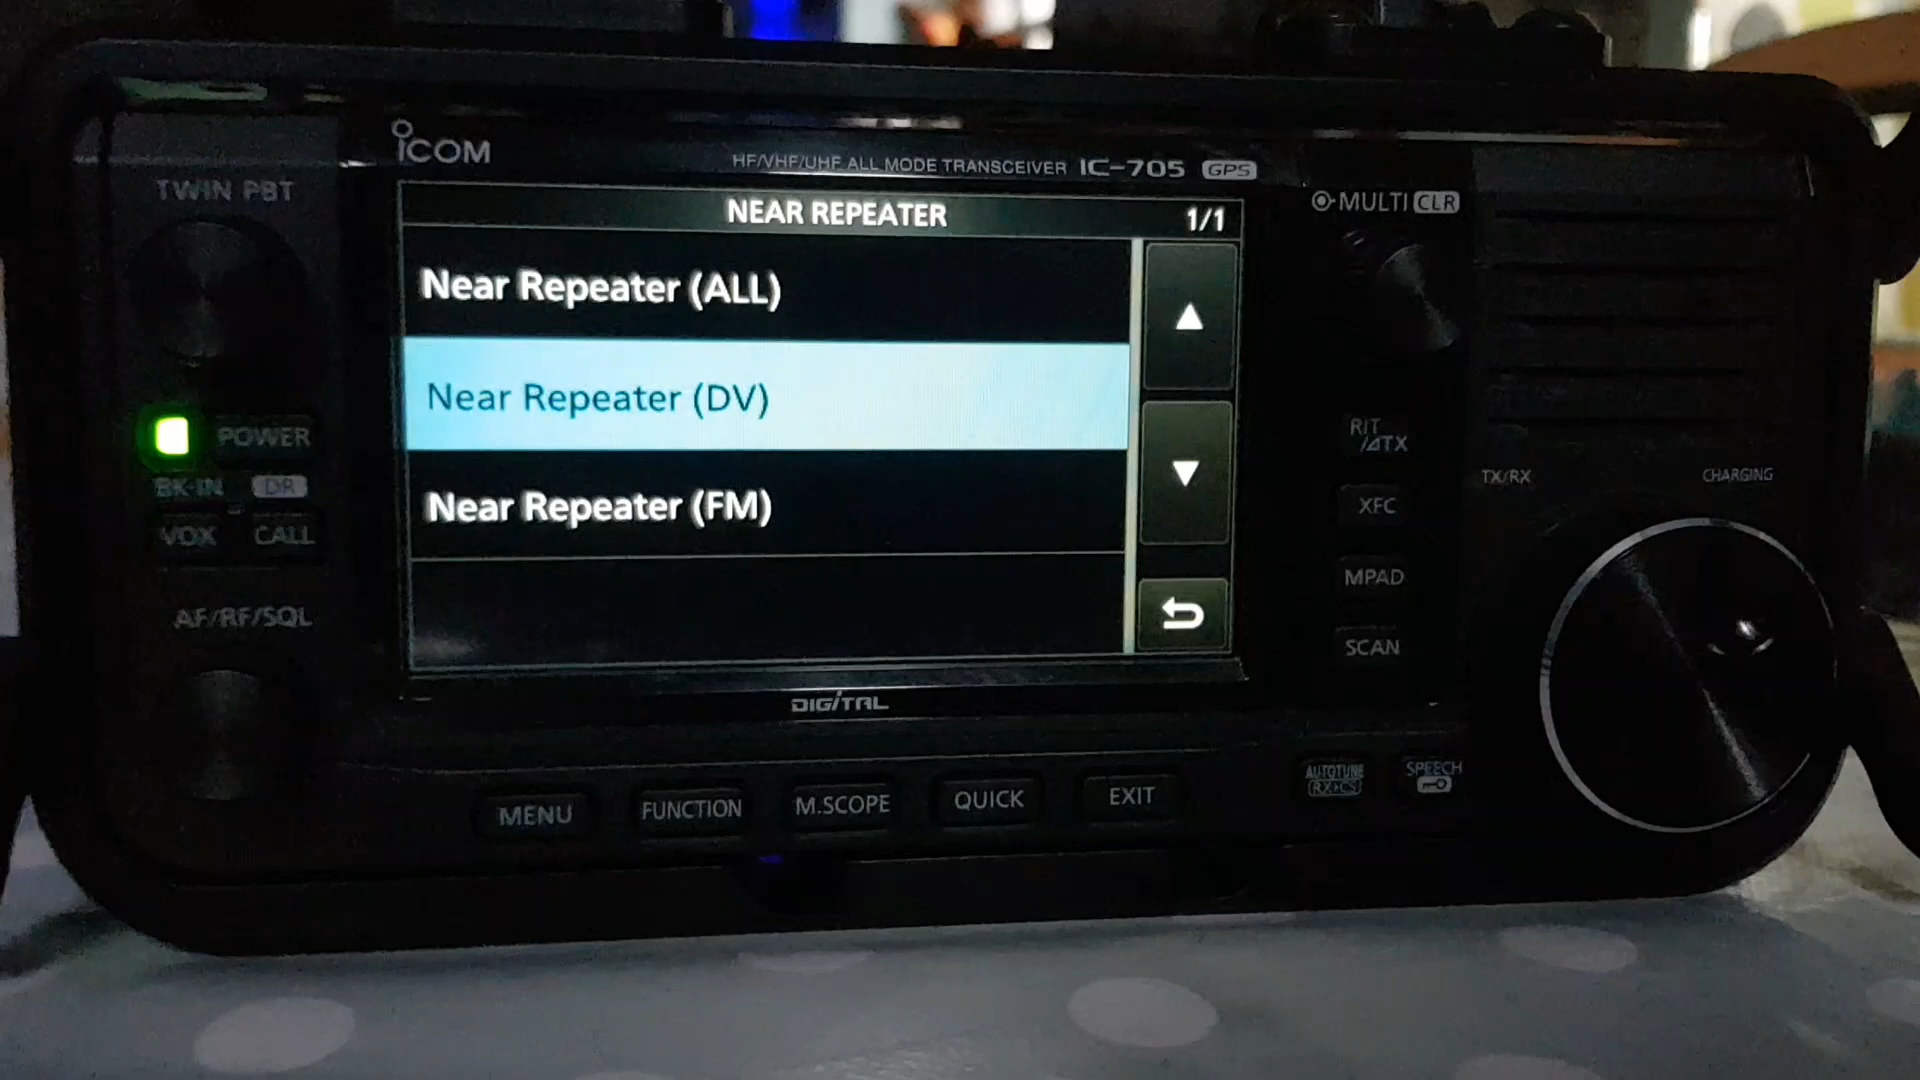 ICOM
HF/VHF/UHF ALL MODE TRANSCEIVER IC-705 GPS
TWIN PBT
MULTI CLR
NEAR REPEATER 1/1
Near Repeater (ALL)
Near Repeater (DV)
Near Repeater (FM)
POWER
BK-IN DR
VOX CALL
AF/RF/SQL
RIT
/⊿TX
XFC
MPAD
SCAN
TX/RX
CHARGING
DIGITAL
MENU
FUNCTION
M.SCOPE
QUICK
EXIT
AUTOTUNE
RX→CS
SPEECH